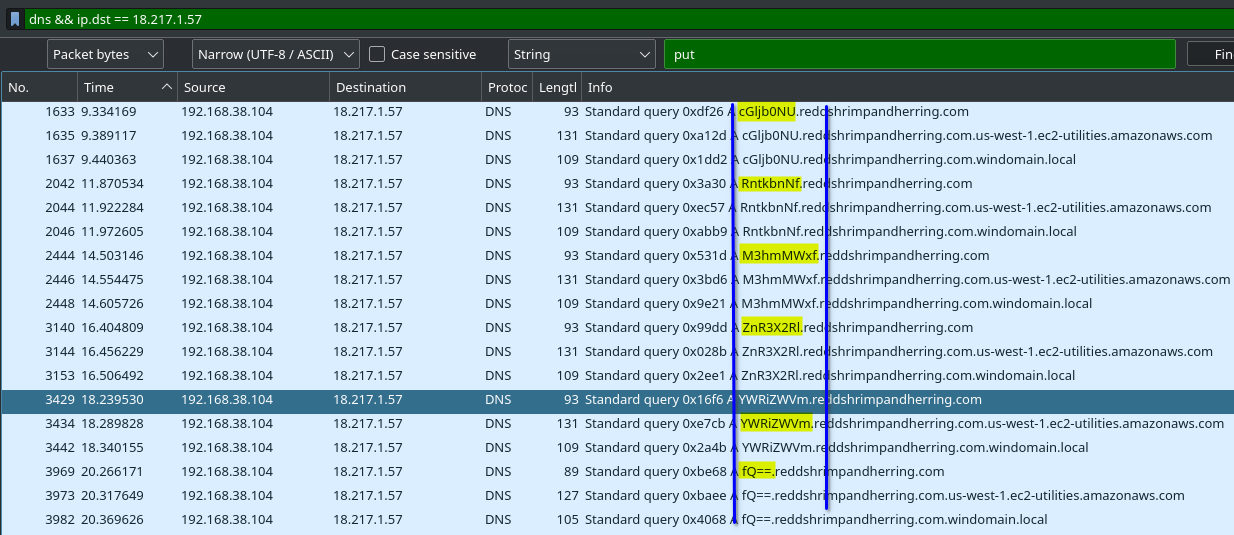 dns && ip.dst == 18.217.1.57
Packet bytes Narrow (UTF-8 / ASCII) Case sensitive String put Fin
No. Time Source Destination Protoc Lengtl Info
1633 9.334169 192.168.38.104 18.217.1.57 DNS 93 Standard query 0xdf26 A cGljb0NU.reddshrimpandherring.com
1635 9.389117 192.168.38.104 18.217.1.57 DNS 131 Standard query 0xa12d A cGljb0NU.reddshrimpandherring.com.us-west-1.ec2-utilities.amazonaws.com
1637 9.440363 192.168.38.104 18.217.1.57 DNS 109 Standard query 0x1dd2 A cGljb0NU.reddshrimpandherring.com.windomain.local
2042 11.870534 192.168.38.104 18.217.1.57 DNS 93 Standard query 0x3a30 A RntkbnNf.reddshrimpandherring.com
2044 11.922284 192.168.38.104 18.217.1.57 DNS 131 Standard query 0xec57 A RntkbnNf.reddshrimpandherring.com.us-west-1.ec2-utilities.amazonaws.com
2046 11.972605 192.168.38.104 18.217.1.57 DNS 109 Standard query 0xabb9 A RntkbnNf.reddshrimpandherring.com.windomain.local
2444 14.503146 192.168.38.104 18.217.1.57 DNS 93 Standard query 0x531d A M3hmMWxf.reddshrimpandherring.com
2446 14.554475 192.168.38.104 18.217.1.57 DNS 131 Standard query 0x3bd6 A M3hmMWxf.reddshrimpandherring.com.us-west-1.ec2-utilities.amazonaws.com
2448 14.605726 192.168.38.104 18.217.1.57 DNS 109 Standard query 0x9e21 A M3hmMWxf.reddshrimpandherring.com.windomain.local
3140 16.404809 192.168.38.104 18.217.1.57 DNS 93 Standard query 0x99dd A ZnR3X2Rl.reddshrimpandherring.com
3144 16.456229 192.168.38.104 18.217.1.57 DNS 131 Standard query 0x028b A ZnR3X2Rl.reddshrimpandherring.com.us-west-1.ec2-utilities.amazonaws.com
3153 16.506492 192.168.38.104 18.217.1.57 DNS 109 Standard query 0x2ee1 A ZnR3X2Rl.reddshrimpandherring.com.windomain.local
3429 18.239530 192.168.38.104 18.217.1.57 DNS 93 Standard query 0x16f6 A YWRiZWVm.reddshrimpandherring.com
3434 18.289828 192.168.38.104 18.217.1.57 DNS 131 Standard query 0xe7cb A YWRiZWVm.reddshrimpandherring.com.us-west-1.ec2-utilities.amazonaws.com
3442 18.340155 192.168.38.104 18.217.1.57 DNS 109 Standard query 0x2a4b A YWRiZWVm.reddshrimpandherring.com.windomain.local
3969 20.266171 192.168.38.104 18.217.1.57 DNS 89 Standard query 0xbe68 A fQ==.reddshrimpandherring.com
3973 20.317649 192.168.38.104 18.217.1.57 DNS 127 Standard query 0xbaee A fQ==.reddshrimpandherring.com.us-west-1.ec2-utilities.amazonaws.com
3982 20.369626 192.168.38.104 18.217.1.57 DNS 105 Standard query 0x4068 A fQ==.reddshrimpandherring.com.windomain.local